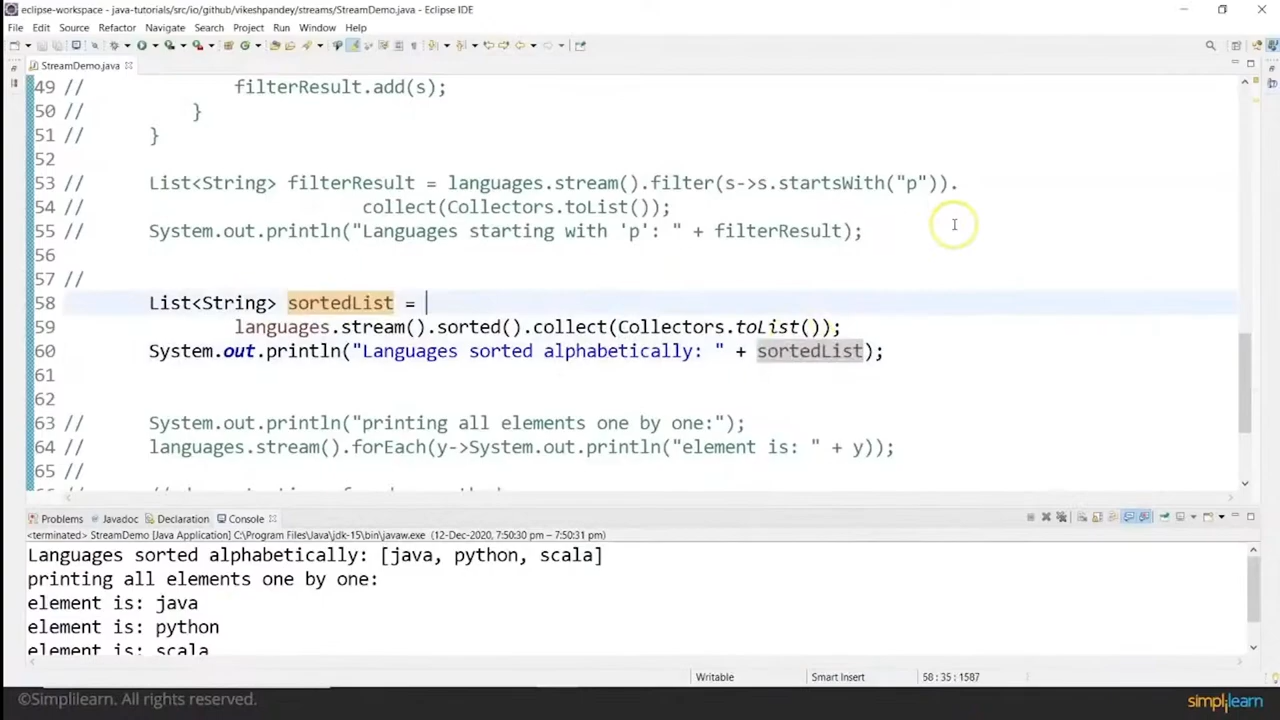 eclipse-workspace - java-tutorials/src/io/github/vikeshpandey/streams/StreamDemo.java - Eclipse IDE
File Edit Source Refactor Navigate Search Project Run Window Help
StreamDemo.java
49 // filterResult.add(s);
50 // }
51 // }
52
53 // List<String> filterResult = languages.stream().filter(s->s.startsWith("p")).
54 // collect(Collectors.toList());
55 // System.out.println("Languages starting with 'p': " + filterResult);
56
57 //
58 List<String> sortedList =
59 languages.stream().sorted().collect(Collectors.toList());
60 System.out.println("Languages sorted alphabetically: " + sortedList);
61
62
63 // System.out.println("printing all elements one by one:");
64 // languages.stream().forEach(y->System.out.println("element is: " + y));
65 //
Problems Javadoc Declaration Console
<terminated> StreamDemo [Java Application] C:\Program Files\Java\jdk-15\bin\javaw.exe (12-Dec-2020, 7:50:30 pm – 7:50:31 pm)
Languages sorted alphabetically: [java, python, scala]
printing all elements one by one:
element is: java
element is: python
element is: scala
Writable Smart Insert 58 : 35 : 1587
©Simplilearn. All rights reserved.
simplilearn